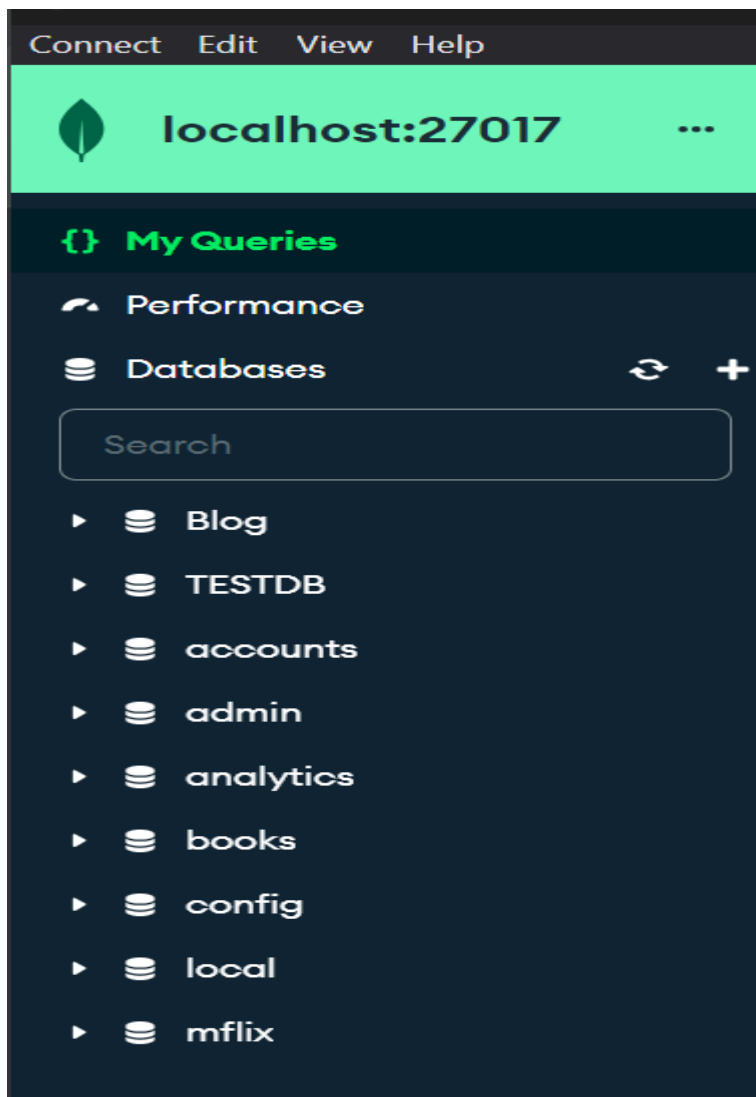 Connect Edit View Help
localhost:27017 ...
{} My Queries
Performance
Databases
Search
Blog
TESTDB
accounts
admin
analytics
books
config
local
mflix